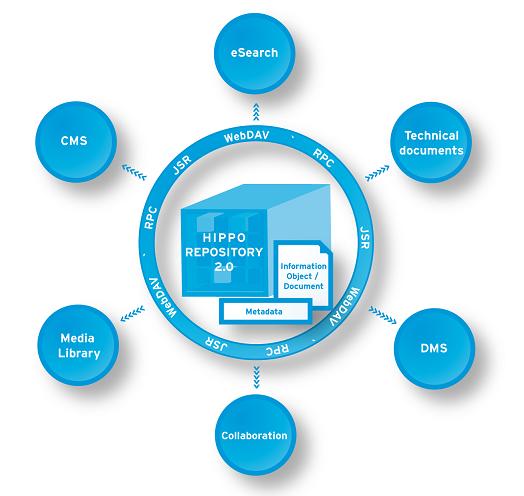 eSearch
CMS
Technical
documents
WebDAV
RPC
JSR
WebDAV
RPC
JSR
WebDAV
RPC
JSR
HIPPO
REPOSITORY
2.0
Information
Object /
Document
Metadata
Media
Library
DMS
Collaboration